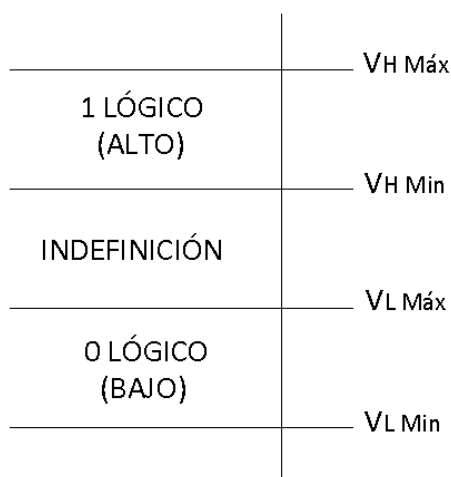 VH Máx
1 LÓGICO
(ALTO)
VH Min
INDEFINICIÓN
VL Máx
0 LÓGICO
(BAJO)
VL Min